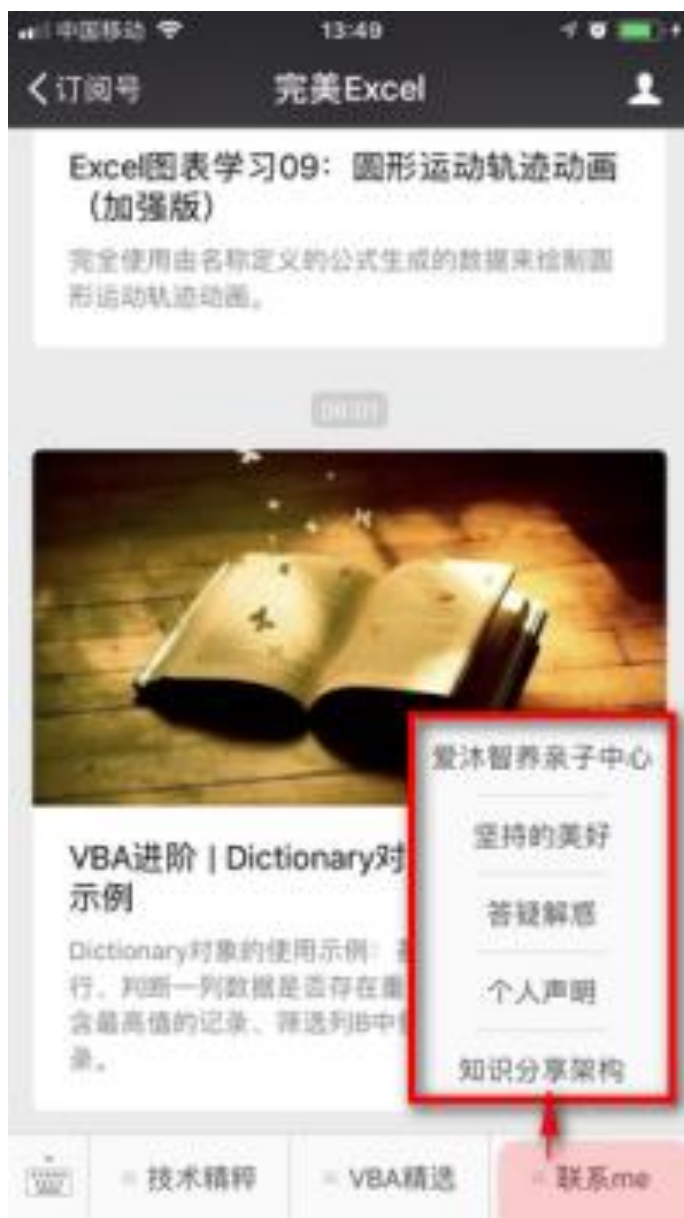 中国移动
13:49
订阅号
完美Excel
Excel图表学习09：圆形运动轨迹动画
（加强版）
完全使用由名称定义的公式生成的数据来绘制圆
形运动轨迹动画。
VBA进阶 | Dictionary对
示例
Dictionary对象的使用示例：
行、判断一列数据是否存在重
含最高值的记录、筛选列B中
录。
爱沐智养亲子中心
坚持的美好
答疑解惑
个人声明
知识分享架构
技术精粹
VBA精选
联系me